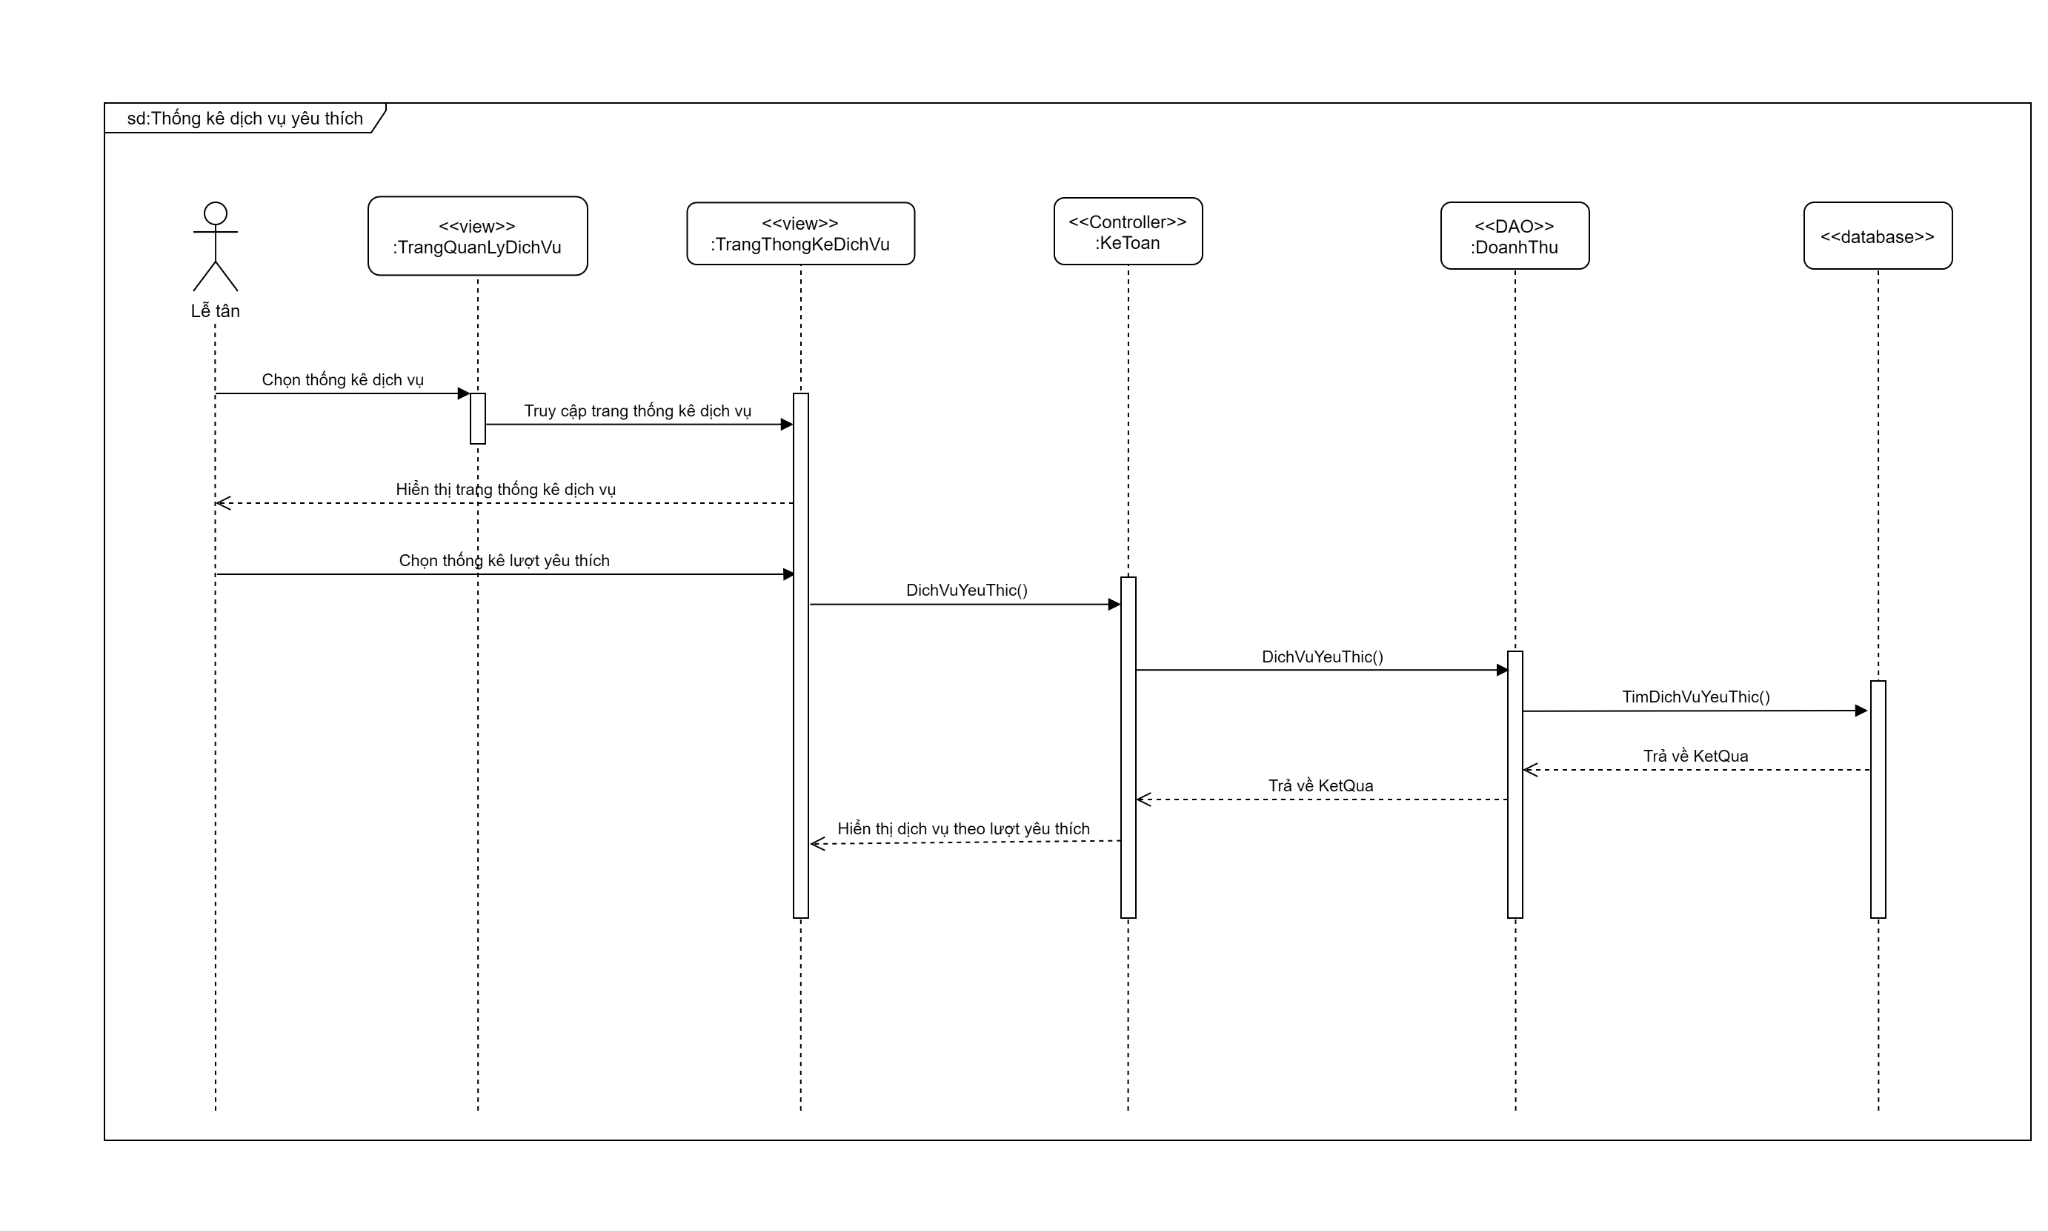 sd:Thống kê dịch vụ yêu thích
<<view>>
:TrangQuanLyDichVu
<<view>>
:TrangThongKeDichVu
<<Controller>>
:KeToan
<<DAO>>
:DoanhThu
<<database>>
Lễ tân
Chọn thống kê dịch vụ
Truy cập trang thống kê dịch vụ
Hiển thị trang thống kê dịch vụ
Chọn thống kê lượt yêu thích
DichVuYeuThic()
DichVuYeuThic()
TimDichVuYeuThic()
Trả về KetQua
Trả về KetQua
Hiển thị dịch vụ theo lượt yêu thích